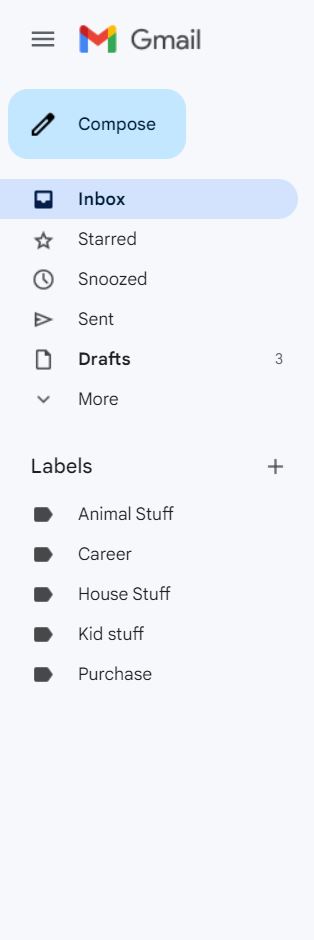 Gmail
Compose
Inbox
Starred
Snoozed
Sent
Drafts 3
More
Labels
Animal Stuff
Career
House Stuff
Kid stuff
Purchase